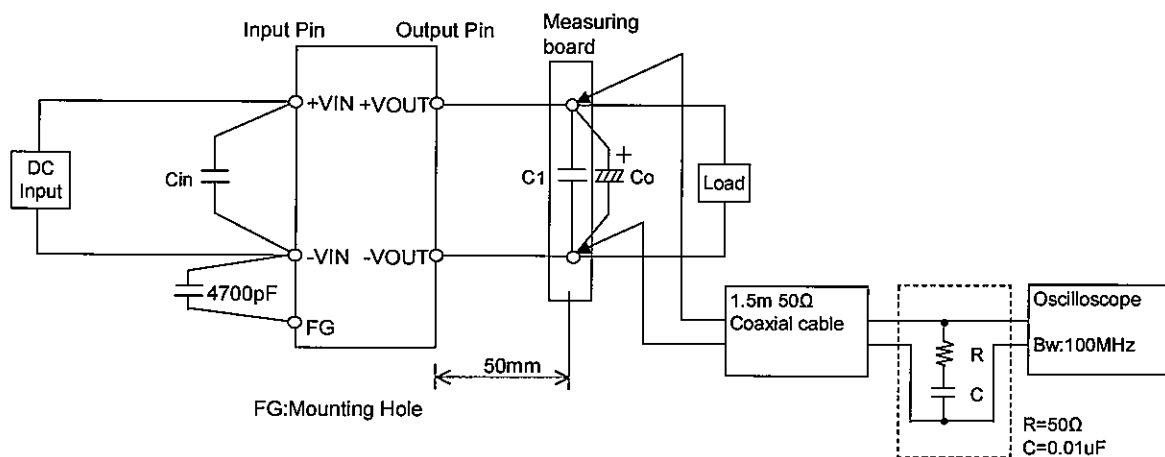 Input Pin
Output Pin
Measuring
board
+VIN
+VOUT
DC
Input
Cin
C1
+
Co
Load
-VIN
-VOUT
4700pF
FG
50mm
FG:Mounting Hole
1.5m 50Ω
Coaxial cable
R
C
Oscilloscope
Bw:100MHz
R=50Ω
C=0.01uF